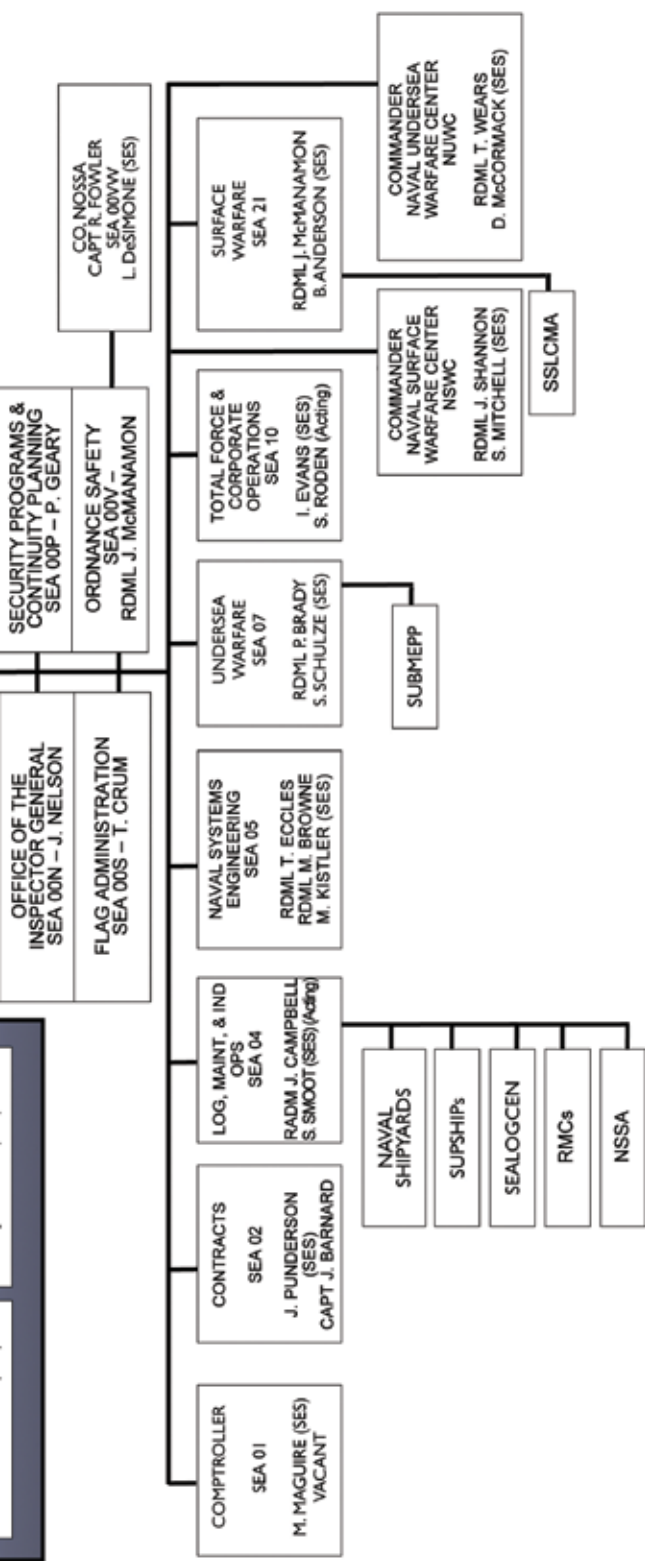 OFFICE OF THE
INSPECTOR GENERAL
SEA 00N – J. NELSON
FLAG ADMINISTRATION
SEA 00S – T. CRUM
SECURITY PROGRAMS &
CONTINUITY PLANNING
SEA 00P – P. GEARY
ORDNANCE SAFETY
SEA 00V –
RDML J. McMANAMON
CO, NOSSA
CAPT R. FOWLER
SEA 00VW
L. DeSIMONE (SES)
COMPTROLLER
SEA 01
M. MAGUIRE (SES)
VACANT
CONTRACTS
SEA 02
J. PUNDERSON
(SES)
CAPT J. BARNARD
LOG, MAINT, & IND
OPS
SEA 04
RADM J. CAMPBELL
S. SMOOT (SES) (Acting)
NAVAL
SHIPYARDS
SUPSHIPs
SEALOGCEN
RMCs
NSSA
NAVAL SYSTEMS
ENGINEERING
SEA 05
RDML T. ECCLES
RDML M. BROWNE
M. KISTLER (SES)
UNDERSEA
WARFARE
SEA 07
RDML P. BRADY
S. SCHULZE (SES)
SUBMEPP
TOTAL FORCE &
CORPORATE
OPERATIONS
SEA 10
I. EVANS (SES)
S. RODEN (Acting)
SURFACE
WARFARE
SEA 21
RDML J. McMANAMON
B. ANDERSON (SES)
COMMANDER
NAVAL SURFACE
WARFARE CENTER
NSWC
RDML J. SHANNON
S. MITCHELL (SES)
SSLCMA
COMMANDER
NAVAL UNDERSEA
WARFARE CENTER
NUWC
RDML T. WEARS
D. McCORMACK (SES)